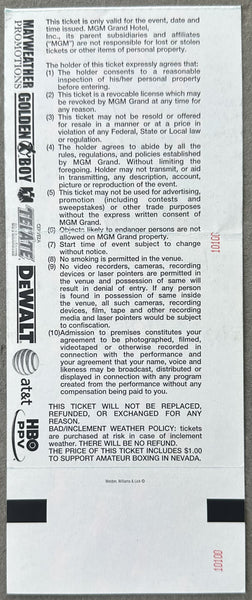 This ticket is only valid for the event, date and
time issued. MGM Grand Hotel,
Inc., its parent subsidiaries and affiliates
("MGM") are not responsible for lost or stolen
tickets or other items of personal property.
The holder of this ticket expressly agrees that:
(1) The holder consents to a reasonable
inspection of his/her personal property
before entering.
(2) This ticket is a revocable license which may
be revoked by MGM Grand at any time for
any reason.
(3) This ticket may not be resold or offered
for resale in a manner or at a price in
violation of any Federal, State or Local law
or regulation.
(4) The holder agrees to abide by all the
rules, regulations, and policies established
by MGM Grand. Without limiting the
foregoing. Holder may not transmit, or aid
in transmitting, any description, account,
picture or reproduction of the event.
(5) This ticket may not be used for advertising,
promotion (including contests and
sweepstakes) or other trade purposes
without the express written consent of
MGM Grand.
(6) Objects likely to endanger persons are not
allowed on MGM Grand property.
(7) Start time of event subject to change
without notice.
(8) No smoking is permitted in the venue.
(9) No video recorders, cameras, recording
devices or laser pointers are permitted in
the venue and possession of same will
result in denial of entry. If any person
is found in possession of same inside
the venue, all such cameras, recording
devices, film, tape and other recording
media and laser pointers would be subject
to confiscation.
(10)Admission to premises constitutes your
agreement to be photographed, filmed,
videotaped or otherwise recorded in
connection with the performance and
your agreement that your name, voice and
likeness may be broadcast, distributed or
displayed in connection with any program
created from the performance without any
compensation being paid to you.
THIS TICKET WILL NOT BE REPLACED,
REFUNDED, OR EXCHANGED FOR ANY
REASON.
BAD/INCLEMENT WEATHER POLICY: tickets
are purchased at risk in case of inclement
weather. THERE WILL BE NO REFUND.
THE PRICE OF THIS TICKET INCLUDES $1.00
TO SUPPORT AMATEUR BOXING IN NEVADA.
Weldon, Williams & Lick ©
MAYWEATHER
PROMOTIONS
GOLDEN BOY
TECATE
DEWALT
at&t
HBO
PPV
10100
10100